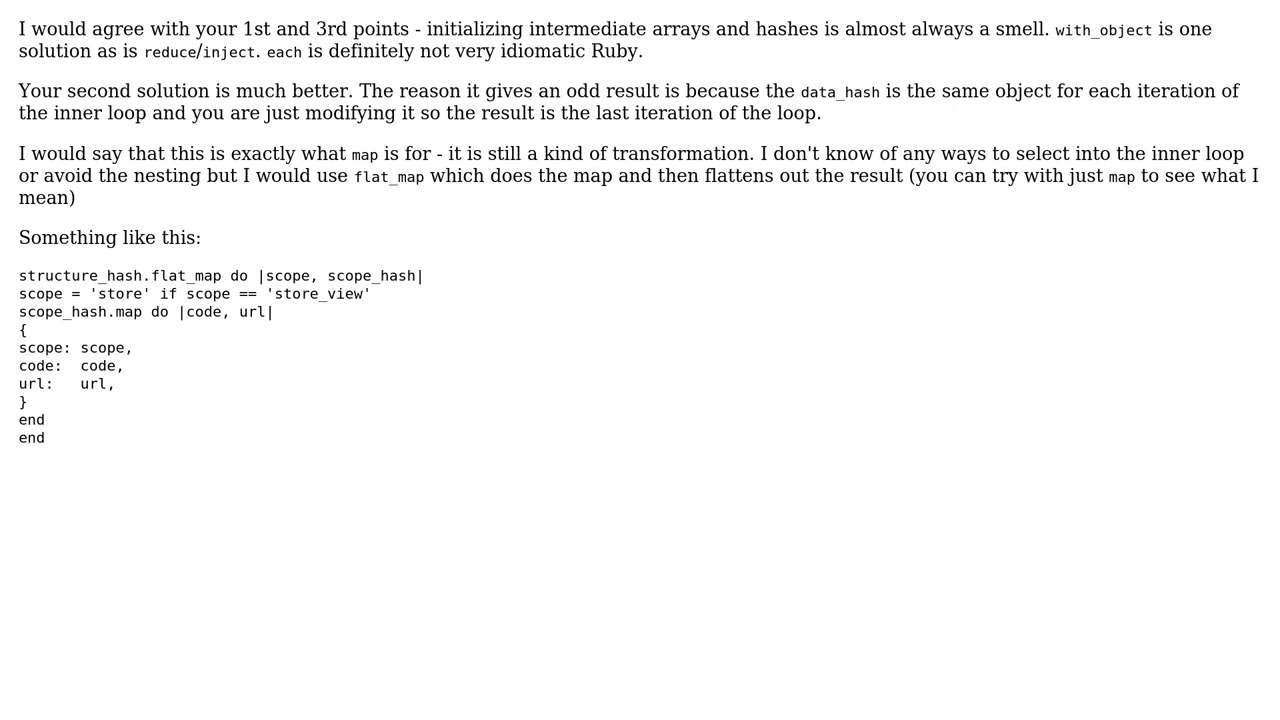 I would agree with your 1st and 3rd points - initializing intermediate arrays and hashes is almost always a smell. with_object is one
solution as is reduce/inject. each is definitely not very idiomatic Ruby.
Your second solution is much better. The reason it gives an odd result is because the data_hash is the same object for each iteration of
the inner loop and you are just modifying it so the result is the last iteration of the loop.
I would say that this is exactly what map is for - it is still a kind of transformation. I don't know of any ways to select into the inner loop
or avoid the nesting but I would use flat_map which does the map and then flattens out the result (you can try with just map to see what I
mean)
Something like this:
structure_hash.flat_map do |scope, scope_hash|
scope = 'store' if scope == 'store_view'
scope_hash.map do |code, url|
{
scope: scope,
code:  code,
url:   url,
}
end
end